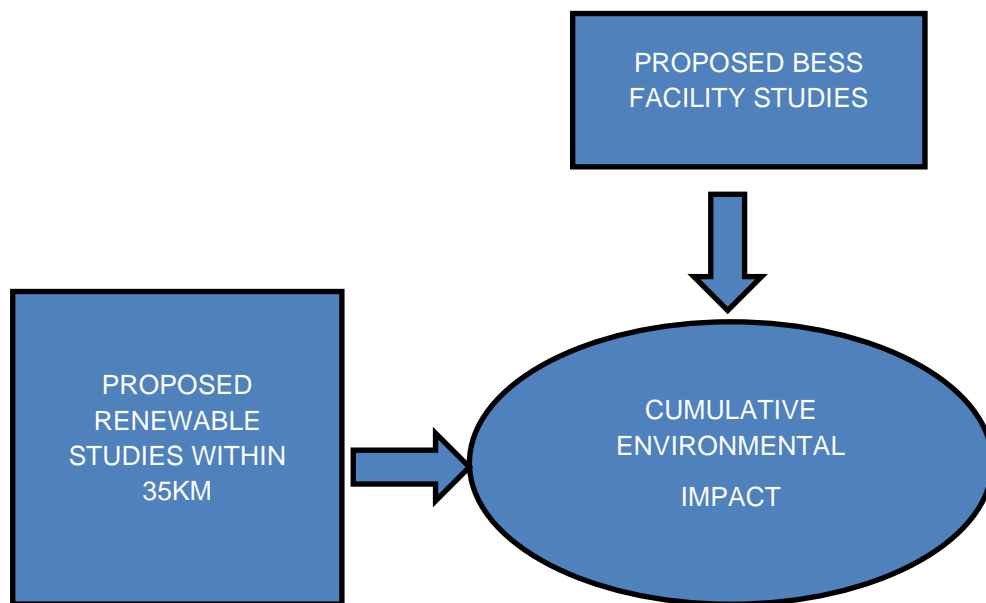 PROPOSED BESS
FACILITY STUDIES
PROPOSED
RENEWABLE
STUDIES WITHIN
35KM
CUMULATIVE
ENVIRONMENTAL
IMPACT